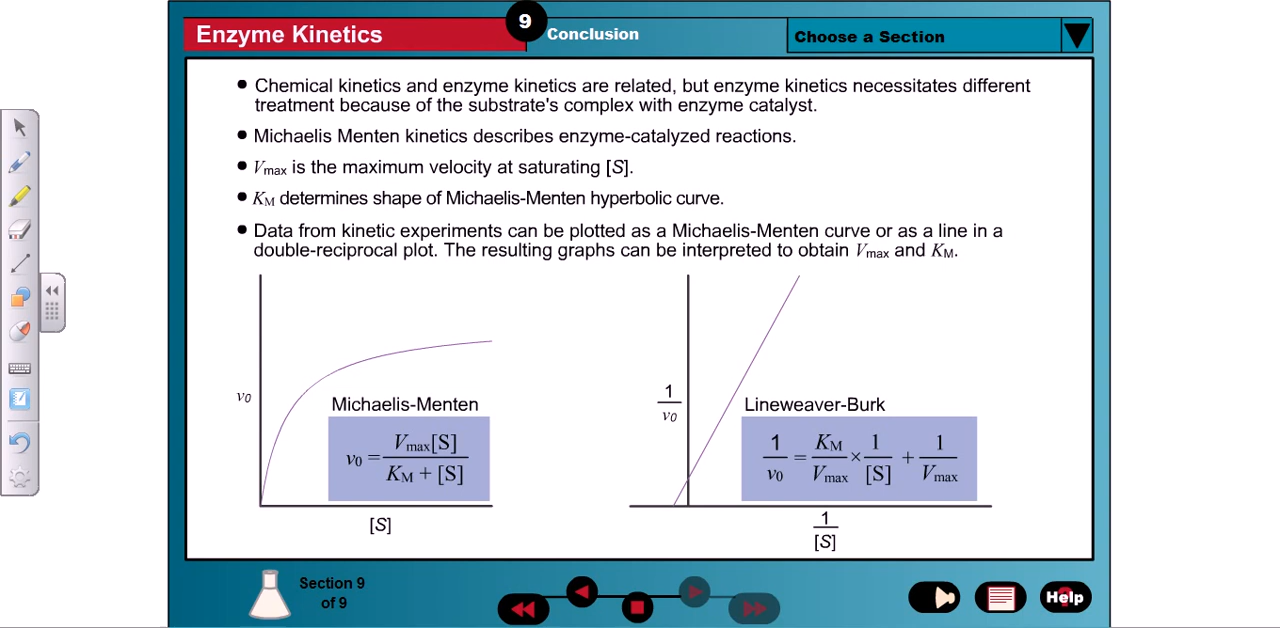 Enzyme Kinetics
9
Conclusion
Choose a Section
• Chemical kinetics and enzyme kinetics are related, but enzyme kinetics necessitates different
treatment because of the substrate's complex with enzyme catalyst.
• Michaelis Menten kinetics describes enzyme-catalyzed reactions.
• Vmax is the maximum velocity at saturating [S].
• KM determines shape of Michaelis-Menten hyperbolic curve.
• Data from kinetic experiments can be plotted as a Michaelis-Menten curve or as a line in a
double-reciprocal plot. The resulting graphs can be interpreted to obtain Vmax and KM.
v0
Michaelis-Menten
v0 = Vmax[S] / KM + [S]
[S]
1 / v0
Lineweaver-Burk
1 / v0 = KM / Vmax × 1 / [S] + 1 / Vmax
1 / [S]
Section 9
of 9
Help